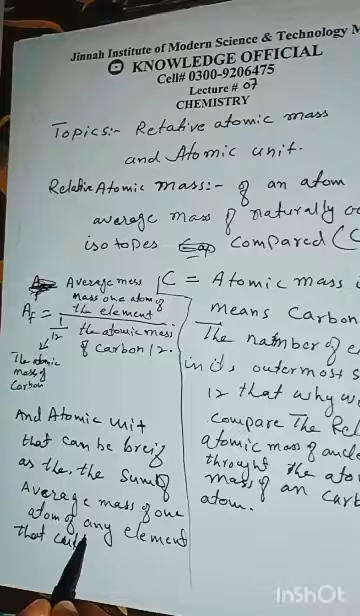 Jinnah Institute of Modern Science & Technology M
KNOWLEDGE OFFICIAL
Cell# 0300-9206475
Lecture # 07
CHEMISTRY
Topics:- Relative atomic mass
and Atomic unit.
Relative Atomic mass:- of an atom
average mass of naturally oc
isotopes compared (C
Average mess
mass one atom of
the element
Ar =
1/12 the atomic mass
of Carbon 12.
The atomic
mass of
Carbon
And Atomic unit
that can be breif
as the, the sum of
Average mass of one
atom of any element
that
C = Atomic mass
means Carbon
The number of e
in it's outermost s
12 that why w
compare The Rel
atomic mass of
throught the ato
mass of an carb
atom.
InShOt